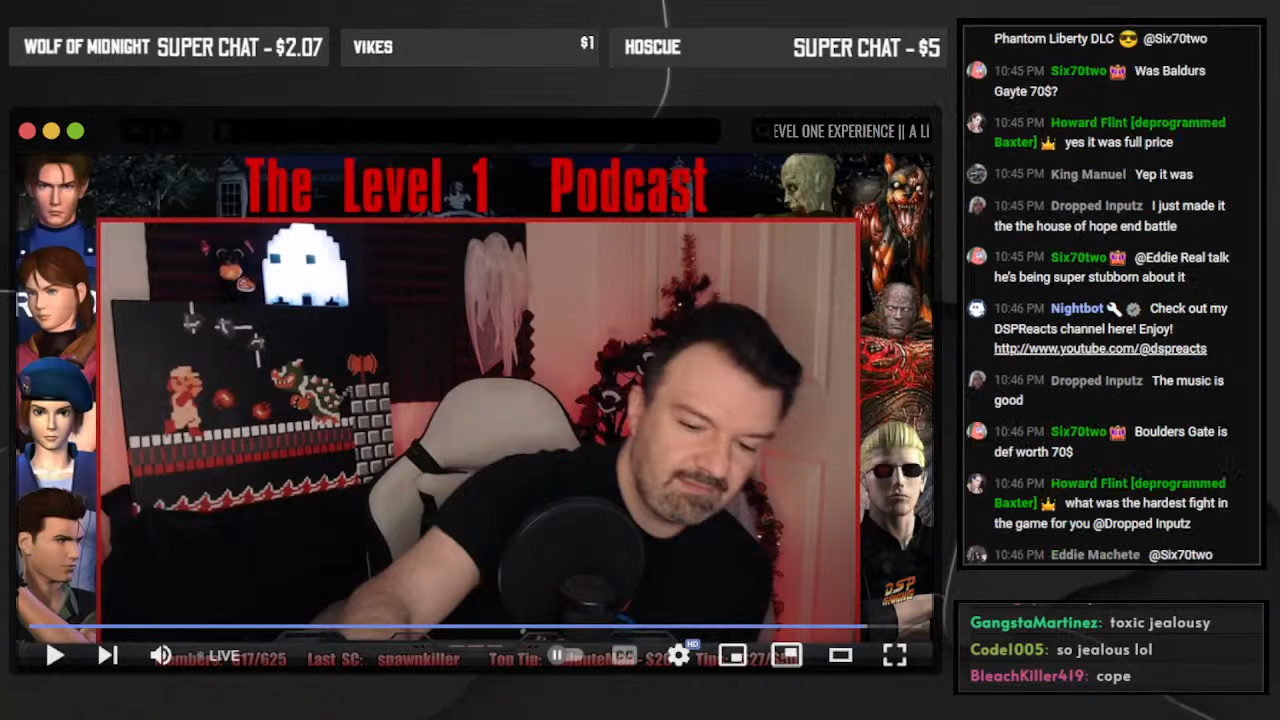 WOLF OF MIDNIGHT SUPER CHAT - $2.07
VIKES $1
HOSCUE SUPER CHAT - $5
EVEL ONE EXPERIENCE || A LI
The Level 1 Podcast
DSP
GAMING
LIVE
HD
CC
Last SC: spawnkiller
Top Tip:
Phantom Liberty DLC 😎 @Six70two
10:45 PM Six70two Was Baldurs
Gayte 70$?
10:45 PM Howard Flint [deprogrammed
Baxter] yes it was full price
10:45 PM King Manuel Yep it was
10:45 PM Dropped Inputz I just made it
the the house of hope end battle
10:45 PM Six70two @Eddie Real talk
he's being super stubborn about it
10:46 PM Nightbot Check out my
DSPReacts channel here! Enjoy!
http://www.youtube.com/@dspreacts
10:46 PM Dropped Inputz The music is
good
10:46 PM Six70two Boulders Gate is
def worth 70$
10:46 PM Howard Flint [deprogrammed
Baxter] what was the hardest fight in
the game for you @Dropped Inputz
10:46 PM Eddie Machete @Six70two
GangstaMartinez: toxic jealousy
Code1005: so jealous lol
BleachKiller419: cope